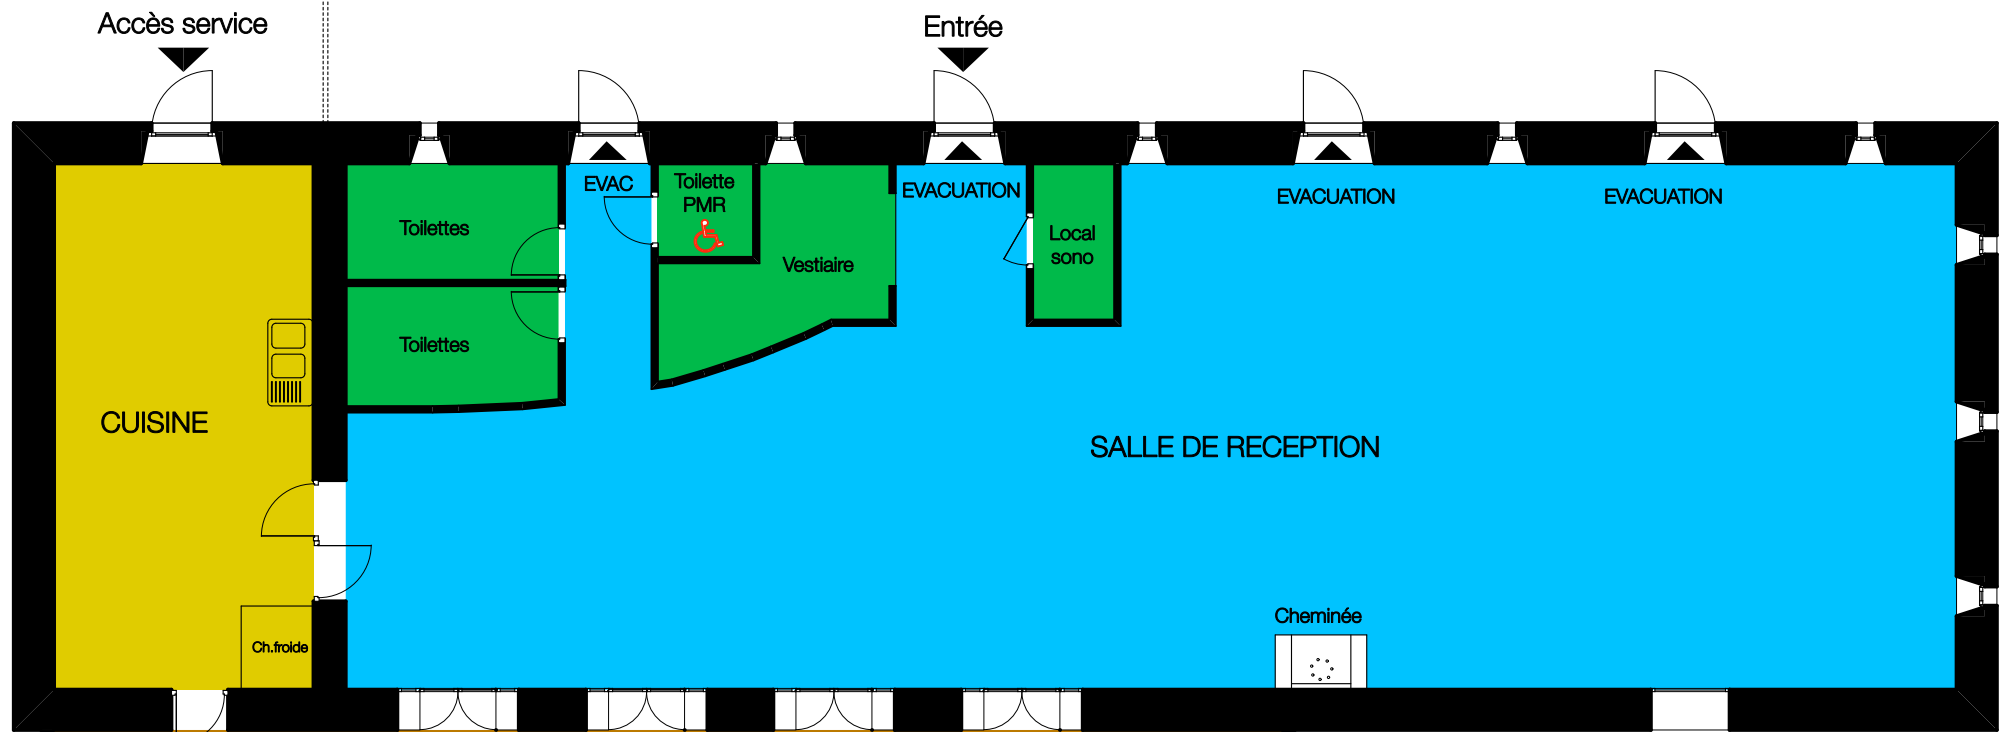 Accès service
Entrée
EVAC
Toilette
PMR
EVACUATION
EVACUATION
EVACUATION
Toilettes
Local
sono
Vestiaire
Toilettes
CUISINE
SALLE DE RECEPTION
Cheminée
Ch.froide